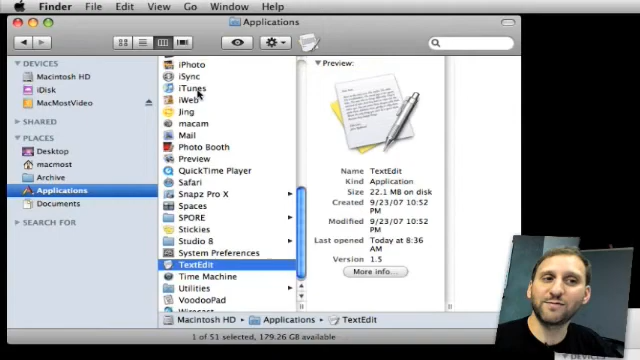 Finder File Edit View Go Window Help
Applications
DEVICES
Macintosh HD
iDisk
MacMostVideo
SHARED
PLACES
Desktop
macmost
Archive
Applications
Documents
SEARCH FOR
iPhoto
iSync
iTunes
iWeb
Jing
macam
Mail
Photo Booth
Preview
QuickTime Player
Safari
Snapz Pro X
Spaces
SPORE
Stickies
Studio 8
System Preferences
TextEdit
Time Machine
Utilities
VoodooPad
Wirecast
Preview:
Name TextEdit
Kind Application
Size 22.1 MB on disk
Created 9/23/07 10:52
PM
Modified 9/23/07 10:52
PM
Last opened Today at 8:36
AM
Version 1.5
More info...
Macintosh HD Applications TextEdit
1 of 51 selected, 179.26 GB available